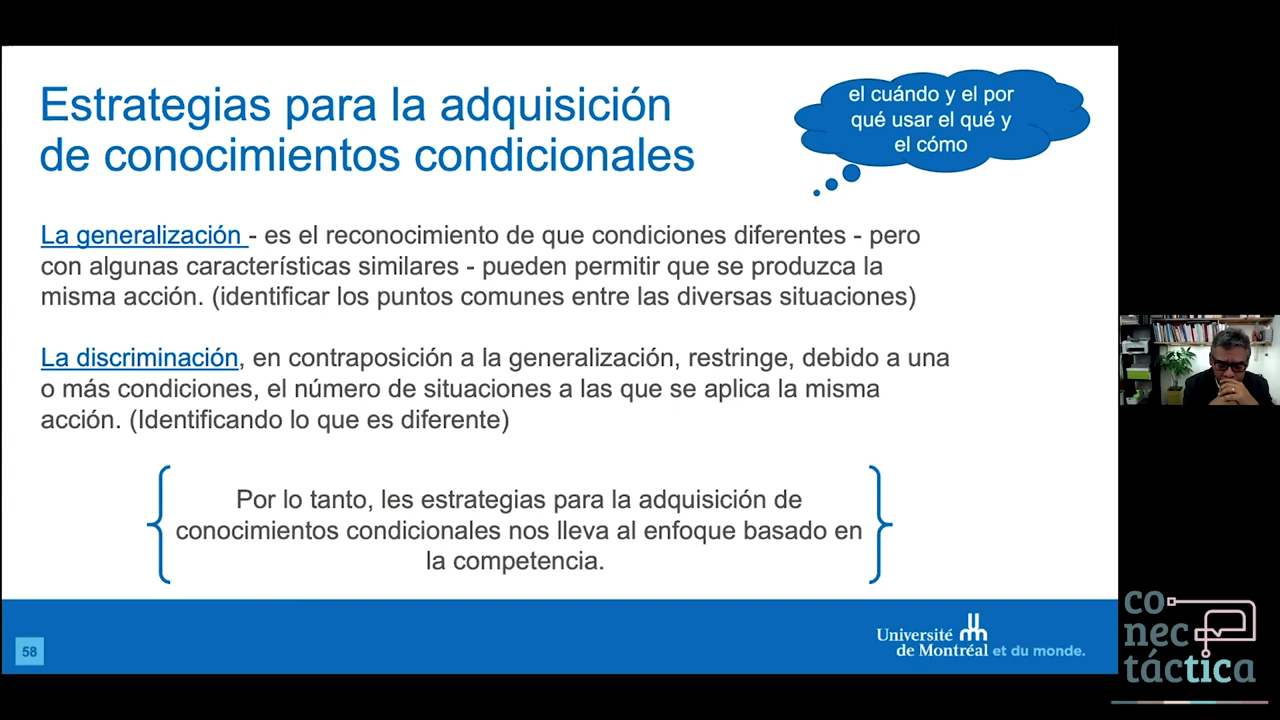 Estrategias para la adquisición
de conocimientos condicionales
el cuándo y el por
qué usar el qué y
el cómo
La generalización - es el reconocimiento de que condiciones diferentes - pero
con algunas características similares - pueden permitir que se produzca la
misma acción. (identificar los puntos comunes entre las diversas situaciones)
La discriminación, en contraposición a la generalización, restringe, debido a una
o más condiciones, el número de situaciones a las que se aplica la misma
acción. (Identificando lo que es diferente)
Por lo tanto, les estrategias para la adquisición de
conocimientos condicionales nos lleva al enfoque basado en
la competencia.
58
Université
de Montréal et du monde.
co
nec
táctica